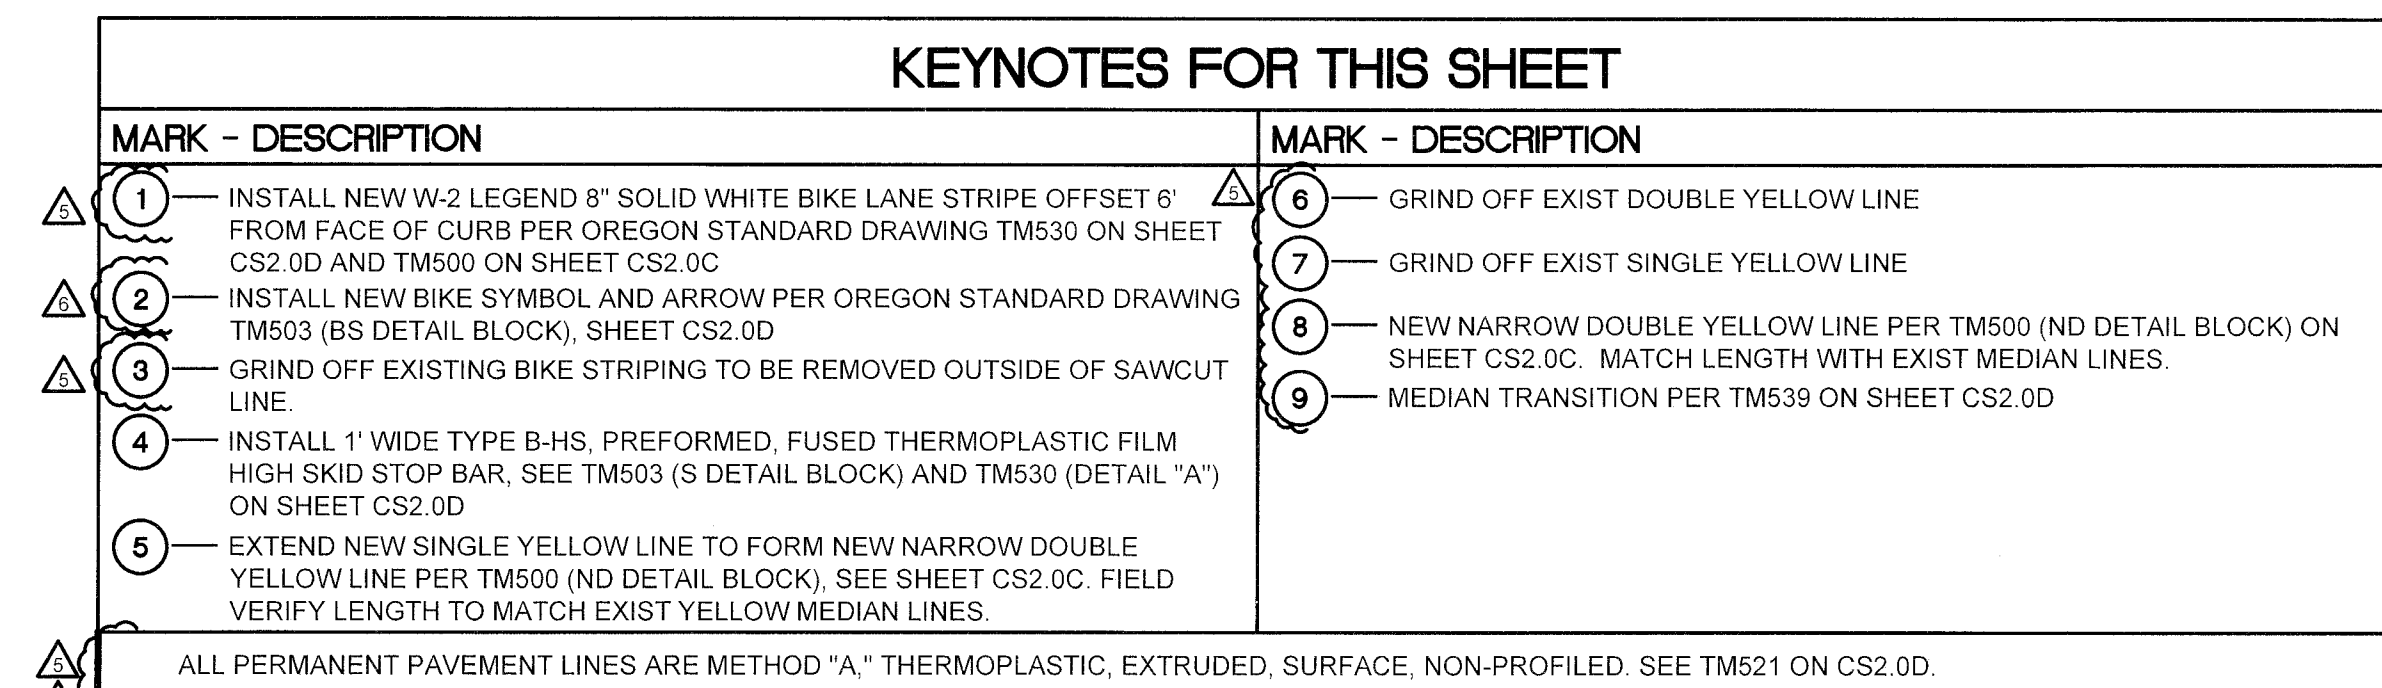 KEYNOTES FOR THIS SHEET
MARK - DESCRIPTION
5
1 INSTALL NEW W-2 LEGEND 8" SOLID WHITE BIKE LANE STRIPE OFFSET 6'
FROM FACE OF CURB PER OREGON STANDARD DRAWING TM530 ON SHEET
CS2.0D AND TM500 ON SHEET CS2.0C
6
2 INSTALL NEW BIKE SYMBOL AND ARROW PER OREGON STANDARD DRAWING
TM503 (BS DETAIL BLOCK), SHEET CS2.0D
5
3 GRIND OFF EXISTING BIKE STRIPING TO BE REMOVED OUTSIDE OF SAWCUT
LINE.
4 INSTALL 1' WIDE TYPE B-HS, PREFORMED, FUSED THERMOPLASTIC FILM
HIGH SKID STOP BAR, SEE TM503 (S DETAIL BLOCK) AND TM530 (DETAIL "A")
ON SHEET CS2.0D
5 EXTEND NEW SINGLE YELLOW LINE TO FORM NEW NARROW DOUBLE
YELLOW LINE PER TM500 (ND DETAIL BLOCK), SEE SHEET CS2.0C. FIELD
VERIFY LENGTH TO MATCH EXIST YELLOW MEDIAN LINES.
MARK - DESCRIPTION
5
6 GRIND OFF EXIST DOUBLE YELLOW LINE
7 GRIND OFF EXIST SINGLE YELLOW LINE
8 NEW NARROW DOUBLE YELLOW LINE PER TM500 (ND DETAIL BLOCK) ON
SHEET CS2.0C. MATCH LENGTH WITH EXIST MEDIAN LINES.
9 MEDIAN TRANSITION PER TM539 ON SHEET CS2.0D
5
ALL PERMANENT PAVEMENT LINES ARE METHOD "A," THERMOPLASTIC, EXTRUDED, SURFACE, NON-PROFILED. SEE TM521 ON CS2.0D.